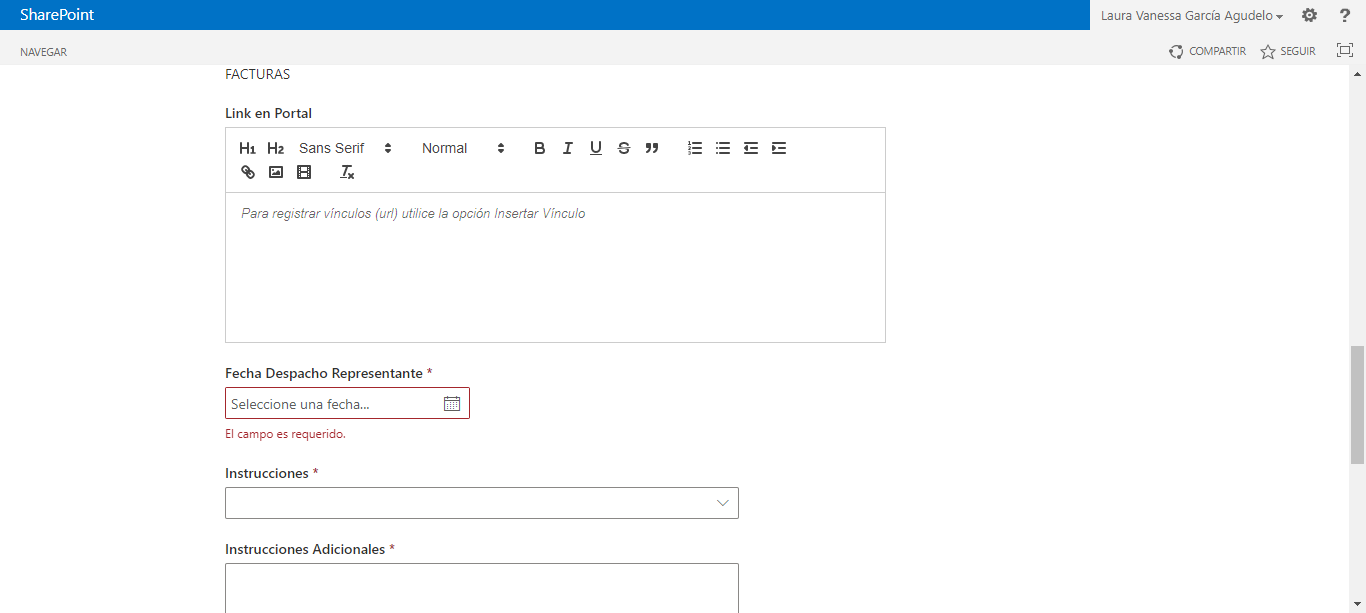 SharePoint
Laura Vanessa García Agudelo
?
NAVEGAR
COMPARTIR
SEGUIR
FACTURAS
Link en Portal
H1 H2 Sans Serif Normal B I U S
Para registrar vínculos (url) utilice la opción Insertar Vínculo
Fecha Despacho Representante *
Seleccione una fecha...
El campo es requerido.
Instrucciones *
Instrucciones Adicionales *